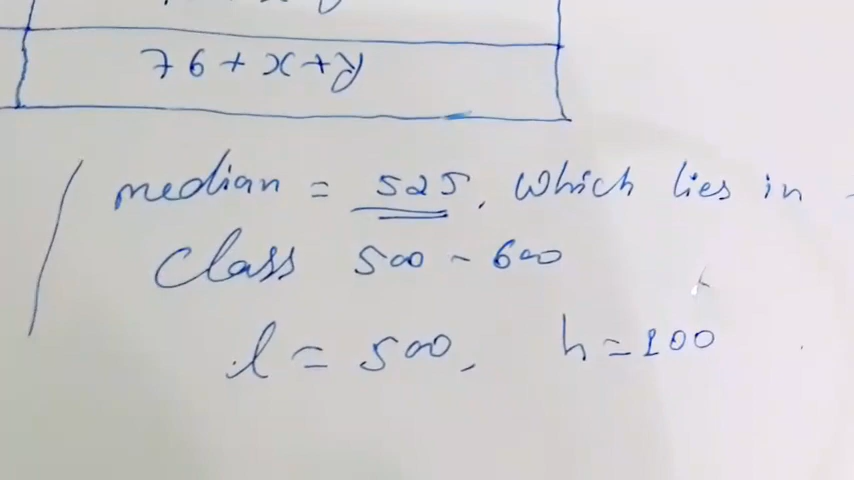 76 + x + y
median = 525, which lies in
Class 500 - 600
l = 500, h = 100